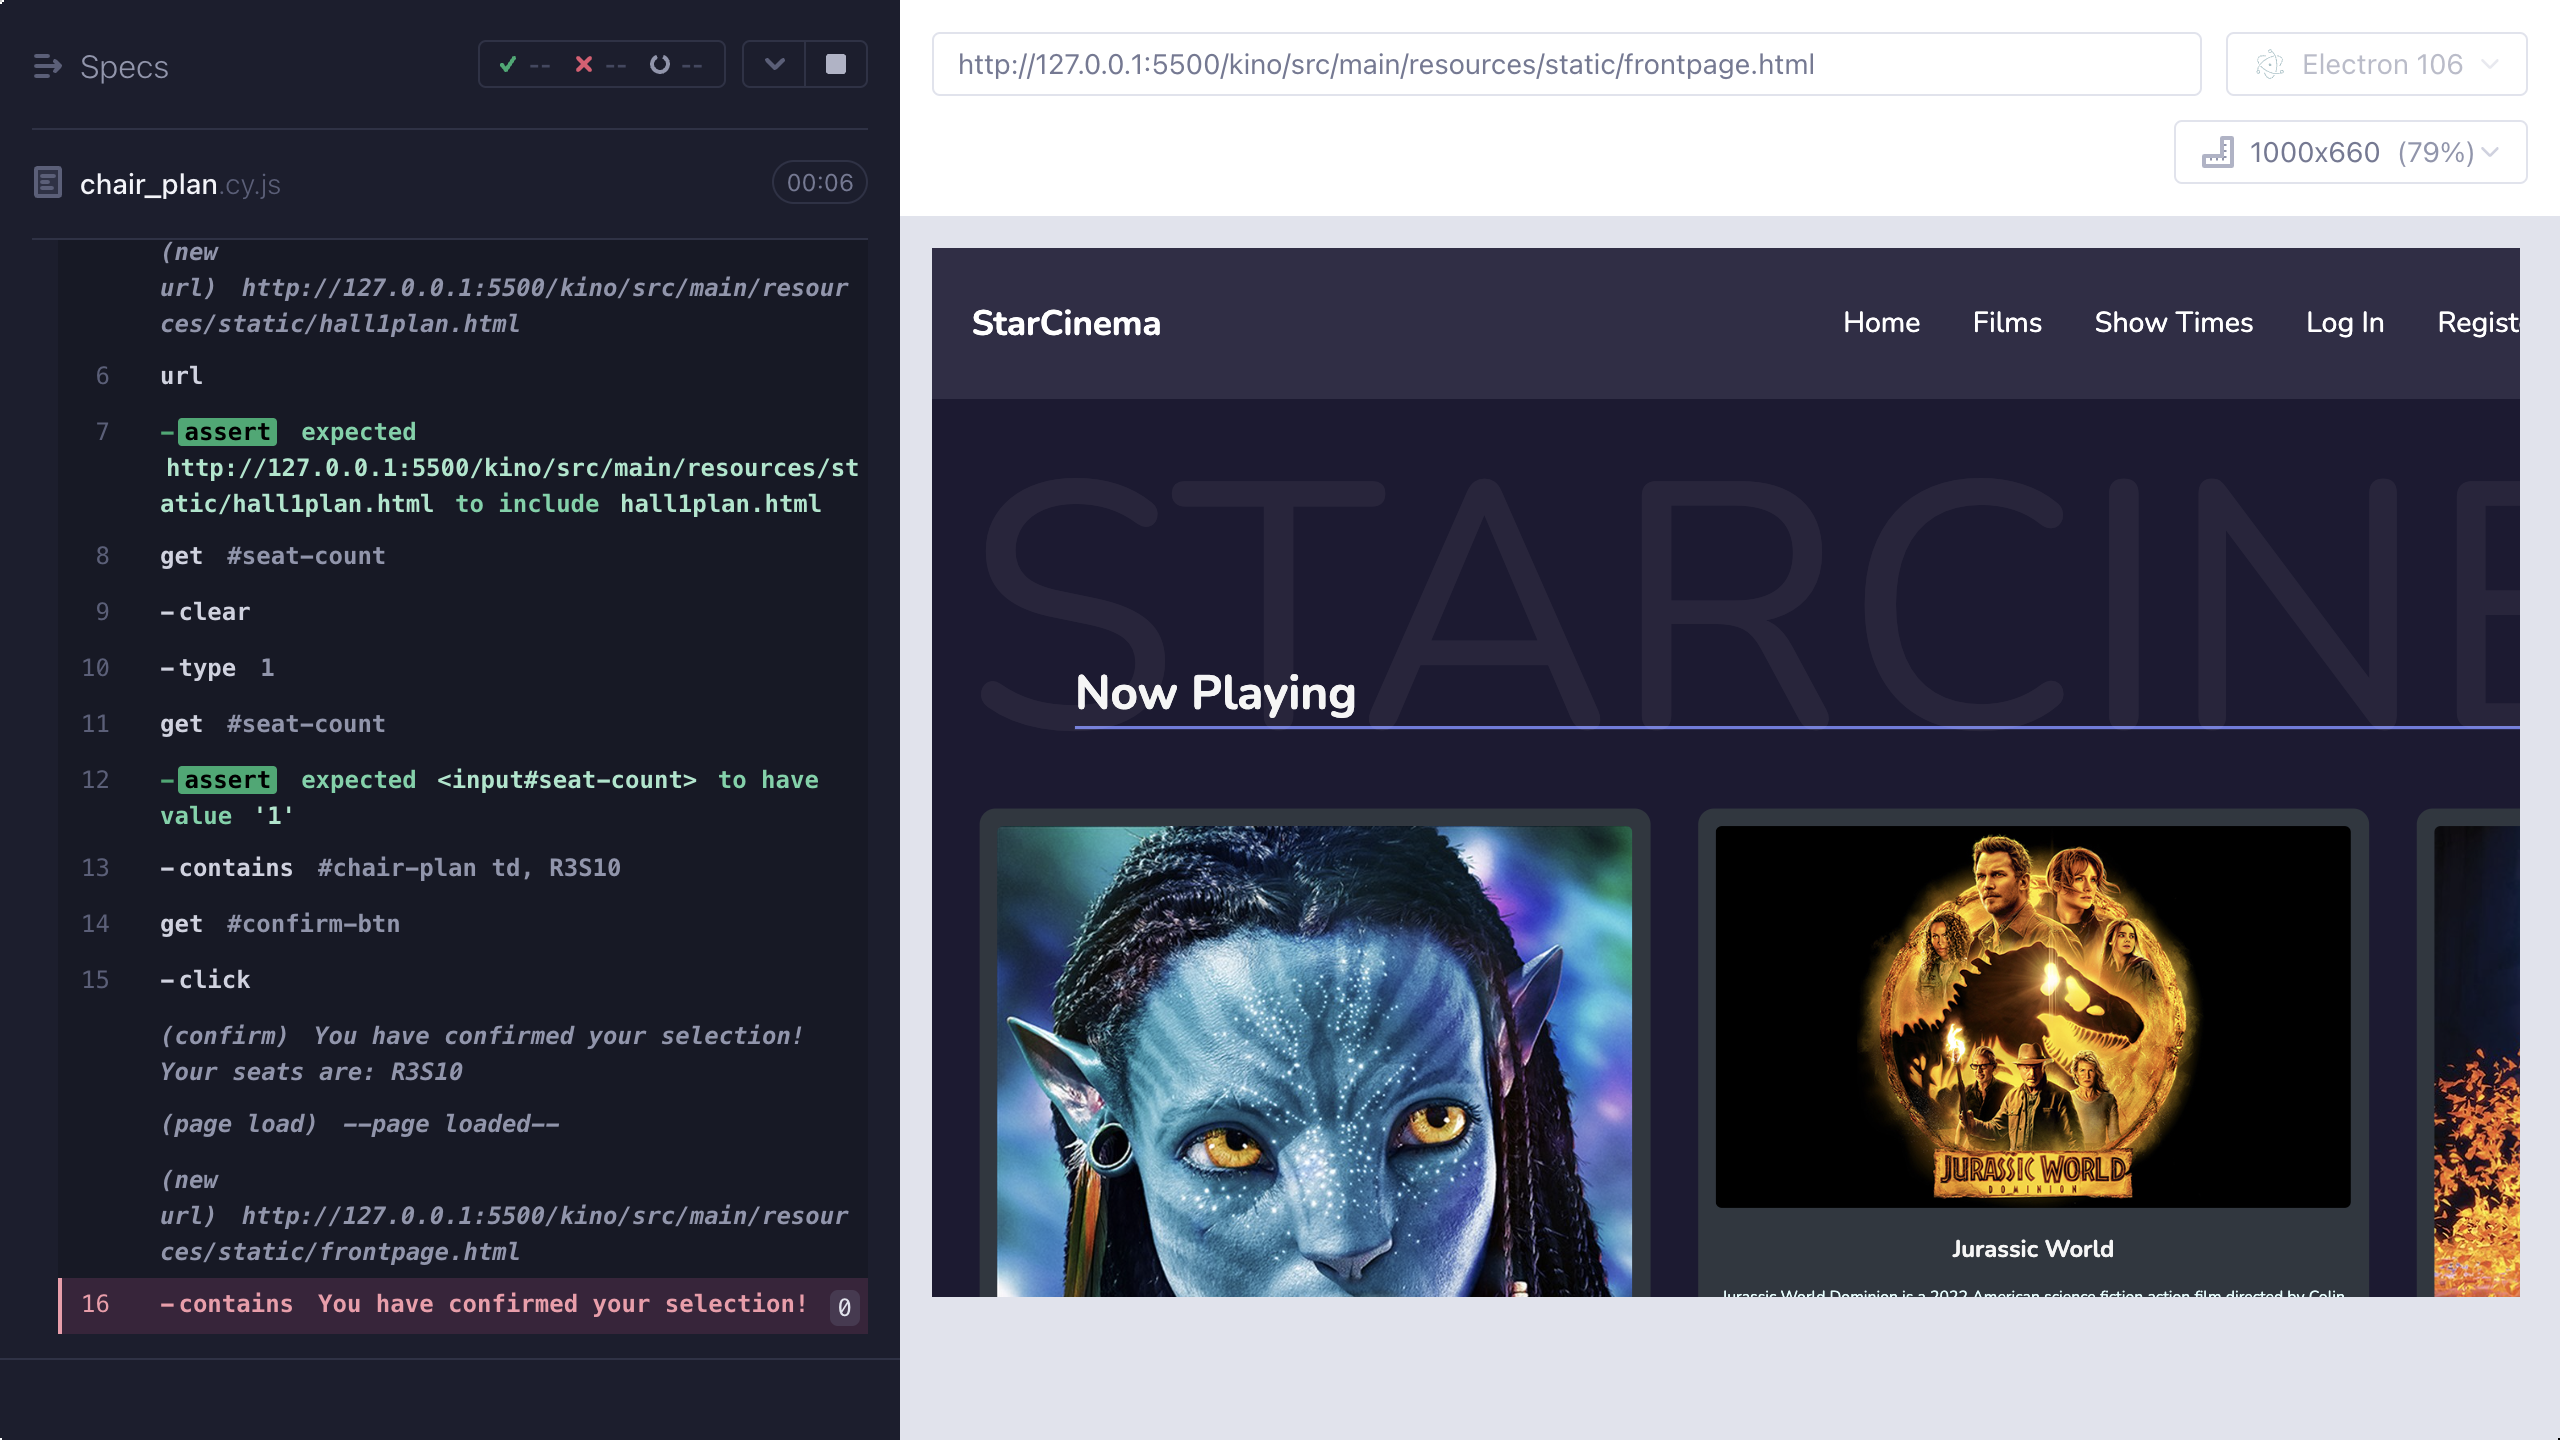 Specs
-- -- --
chair_plan.cy.js 00:06
(new
url) http://127.0.0.1:5500/kino/src/main/resour
ces/static/hall1plan.html
6 url
7 -assert expected
http://127.0.0.1:5500/kino/src/main/resources/st
atic/hall1plan.html to include hall1plan.html
8 get #seat-count
9 -clear
10 -type 1
11 get #seat-count
12 -assert expected <input#seat-count> to have
value '1'
13 -contains #chair-plan td, R3S10
14 get #confirm-btn
15 -click
(confirm) You have confirmed your selection!
Your seats are: R3S10
(page load) --page loaded--
(new
url) http://127.0.0.1:5500/kino/src/main/resour
ces/static/frontpage.html
16 -contains You have confirmed your selection! 0
http://127.0.0.1:5500/kino/src/main/resources/static/frontpage.html
Electron 106
1000x660 (79%)
StarCinema Home Films Show Times Log In Regist
STARCINE
Now Playing
JURASSIC WORLD
DOMINION
Jurassic World
Jurassic World Dominion is a 2022 American science fiction action film directed by Colin